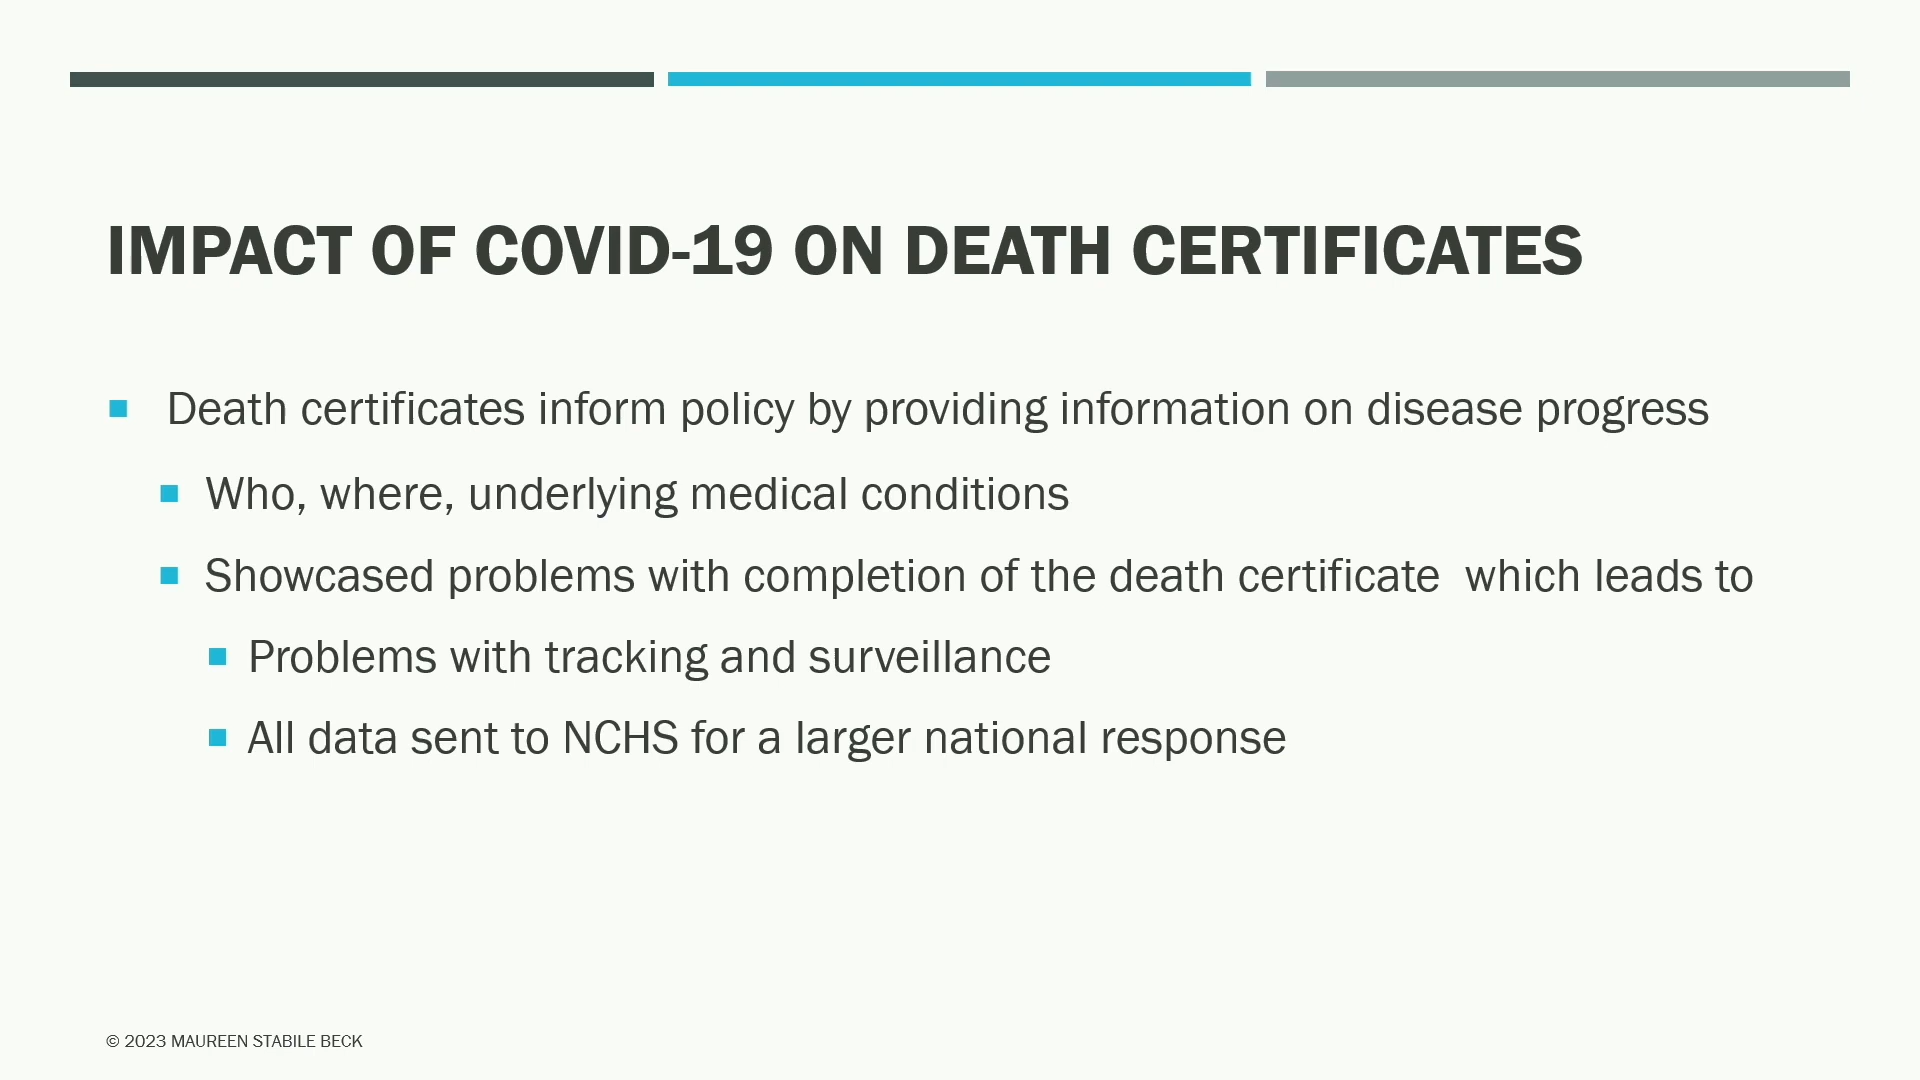 IMPACT OF COVID-19 ON DEATH CERTIFICATES
Death certificates inform policy by providing information on disease progress
Who, where, underlying medical conditions
Showcased problems with completion of the death certificate  which leads to
Problems with tracking and surveillance
All data sent to NCHS for a larger national response
© 2023 MAUREEN STABILE BECK